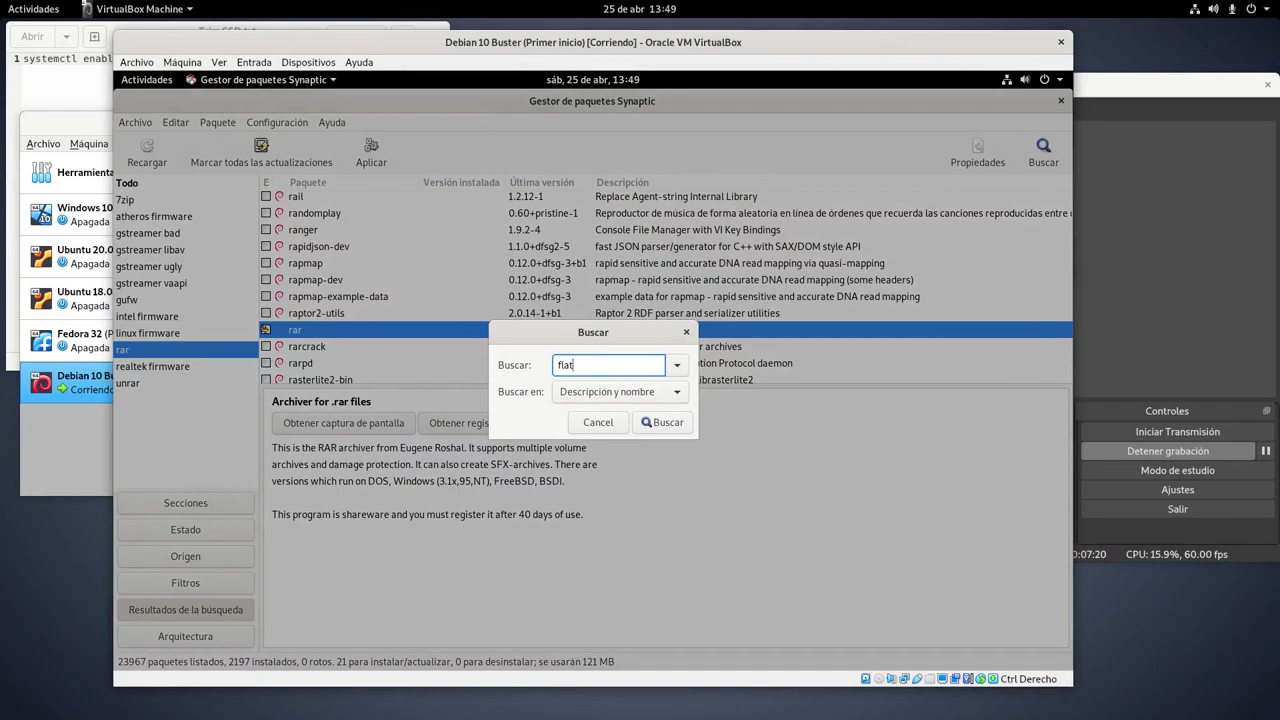 Actividades VirtualBox Machine 25 de abr 13:49
Abrir
1 systemctl enabl
Debian 10 Buster (Primer inicio) [Corriendo] - Oracle VM VirtualBox
Archivo Máquina Ver Entrada Dispositivos Ayuda
Actividades Gestor de paquetes Synaptic sáb, 25 de abr, 13:49
Gestor de paquetes Synaptic
Archivo Editar Paquete Configuración Ayuda
Recargar Marcar todas las actualizaciones Aplicar Propiedades Buscar
Archivo Máquina
Herramienta
Windows 10
Apagada
Ubuntu 20.0
Apagada
Ubuntu 18.0
Apagada
Fedora 32 (P
Apagada
Debian 10 Bu
Corriendo
Todo
7zip
atheros firmware
gstreamer bad
gstreamer libav
gstreamer ugly
gstreamer vaapi
gufw
intel firmware
linux firmware
rar
realtek firmware
unrar
E Paquete Versión instalada Última versión Descripción
rail 1.2.12-1 Replace Agent-string Internal Library
randomplay 0.60+pristine-1 Reproductor de música de forma aleatoria en línea de órdenes que recuerda las canciones reproducidas entre
ranger 1.9.2-4 Console File Manager with VI Key Bindings
rapidjson-dev 1.1.0+dfsg2-5 fast JSON parser/generator for C++ with SAX/DOM style API
rapmap 0.12.0+dfsg-3+b1 rapid sensitive and accurate DNA read mapping via quasi-mapping
rapmap-dev 0.12.0+dfsg-3 rapmap - rapid sensitive and accurate DNA read mapping (some headers)
rapmap-example-data 0.12.0+dfsg-3 example data for rapmap - rapid sensitive and accurate DNA read mapping
raptor2-utils 2.0.14-1+b1 Raptor 2 RDF parser and serializer utilities
rar
rarcrack archives
rarpd tion Protocol daemon
rasterlite2-bin ibrasterlite2
Buscar
Buscar: flat
Buscar en: Descripción y nombre
Cancel Buscar
Archiver for .rar files
Obtener captura de pantalla Obtener regis
This is the RAR archiver from Eugene Roshal. It supports multiple volume
archives and damage protection. It can also create SFX-archives. There are
versions which run on DOS, Windows (3.1x,95,NT), FreeBSD, BSDI.
This program is shareware and you must register it after 40 days of use.
Secciones
Estado
Origen
Filtros
Resultados de la búsqueda
Arquitectura
23967 paquetes listados, 2197 instalados, 0 rotos. 21 para instalar/actualizar, 0 para desinstalar; se usarán 121 MB
Ctrl Derecho
Controles
Iniciar Transmisión
Detener grabación
Modo de estudio
Ajustes
Salir
0:07:20 CPU: 15.9%, 60.00 fps